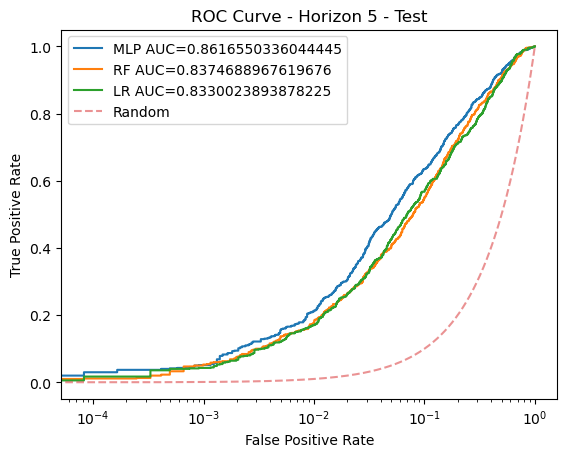 ROC Curve - Horizon 5 - Test
MLP AUC=0.8616550336044445
RF AUC=0.8374688967619676
LR AUC=0.8330023893878225
Random
True Positive Rate
1.0
0.8
0.6
0.4
0.2
0.0
10⁻⁴
10⁻³
10⁻²
10⁻¹
10⁰
False Positive Rate